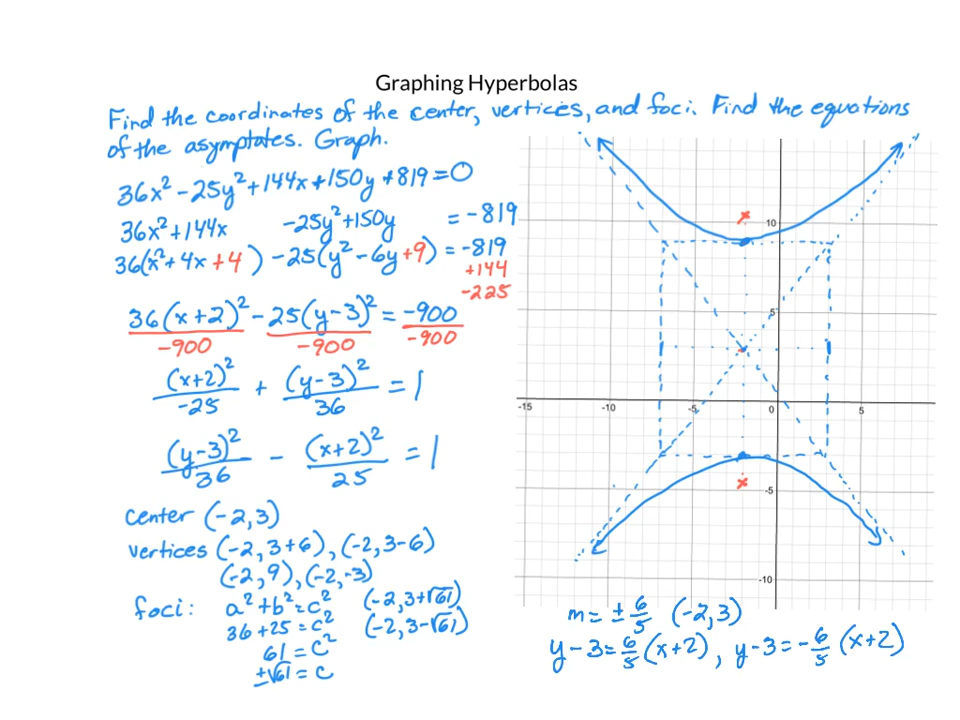 Graphing Hyperbolas
Find the coordinates of the center, vertices, and foci. Find the equations
of the asymptotes. Graph.
36x² - 25y² + 144x + 150y + 819 = 0
36x² + 144x   -25y² + 150y   = -819
36(x² + 4x + 4) - 25(y² - 6y + 9) = -819
+144
-225
36(x+2)² - 25(y-3)² = -900
-900   -900   -900
(x+2)²/-25 + (y-3)²/36 = 1
(y-3)²/36 - (x+2)²/25 = 1
center (-2,3)
vertices (-2, 3+6), (-2, 3-6)
(-2,9), (-2,-3)
foci: a² + b² = c²   (-2, 3+√61)
36 + 25 = c²   (-2, 3-√61)
61 = c²
±√61 = c
10
5
-15   -10   -5   0   5
-5
-10
m = ± 6/5   (-2,3)
y - 3 = 6/5 (x+2), y - 3 = -6/5 (x+2)